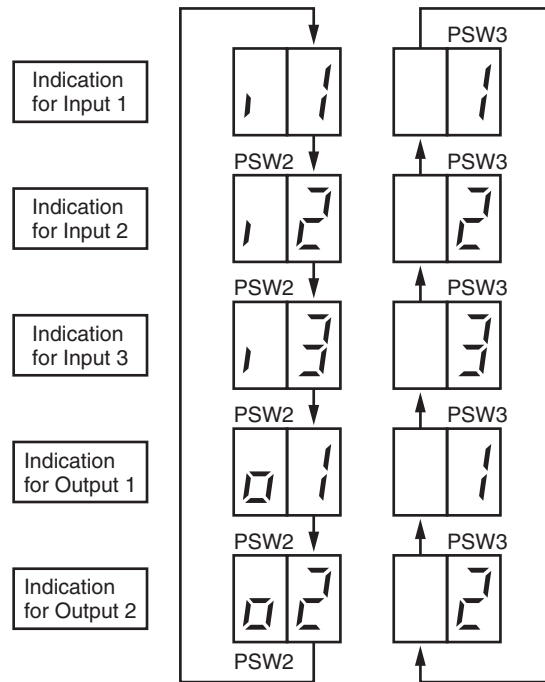 PSW3
Indication
for Input 1
ı 1
1
PSW2
PSW3
Indication
for Input 2
ı 2
2
PSW2
PSW3
Indication
for Input 3
ı 3
3
PSW2
PSW3
Indication
for Output 1
o 1
1
PSW2
PSW3
Indication
for Output 2
o 2
2
PSW2